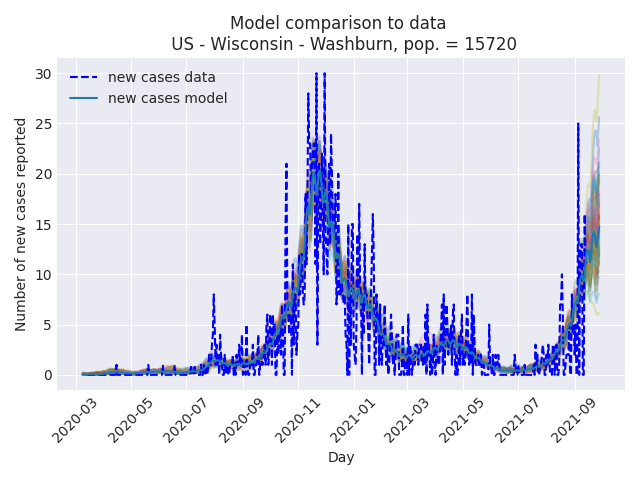 Model comparison to data
US - Wisconsin - Washburn, pop. = 15720
new cases data
new cases model
Number of new cases reported
30
25
20
15
10
5
0
2020-03
2020-05
2020-07
2020-09
2020-11
2021-01
2021-03
2021-05
2021-07
2021-09
Day